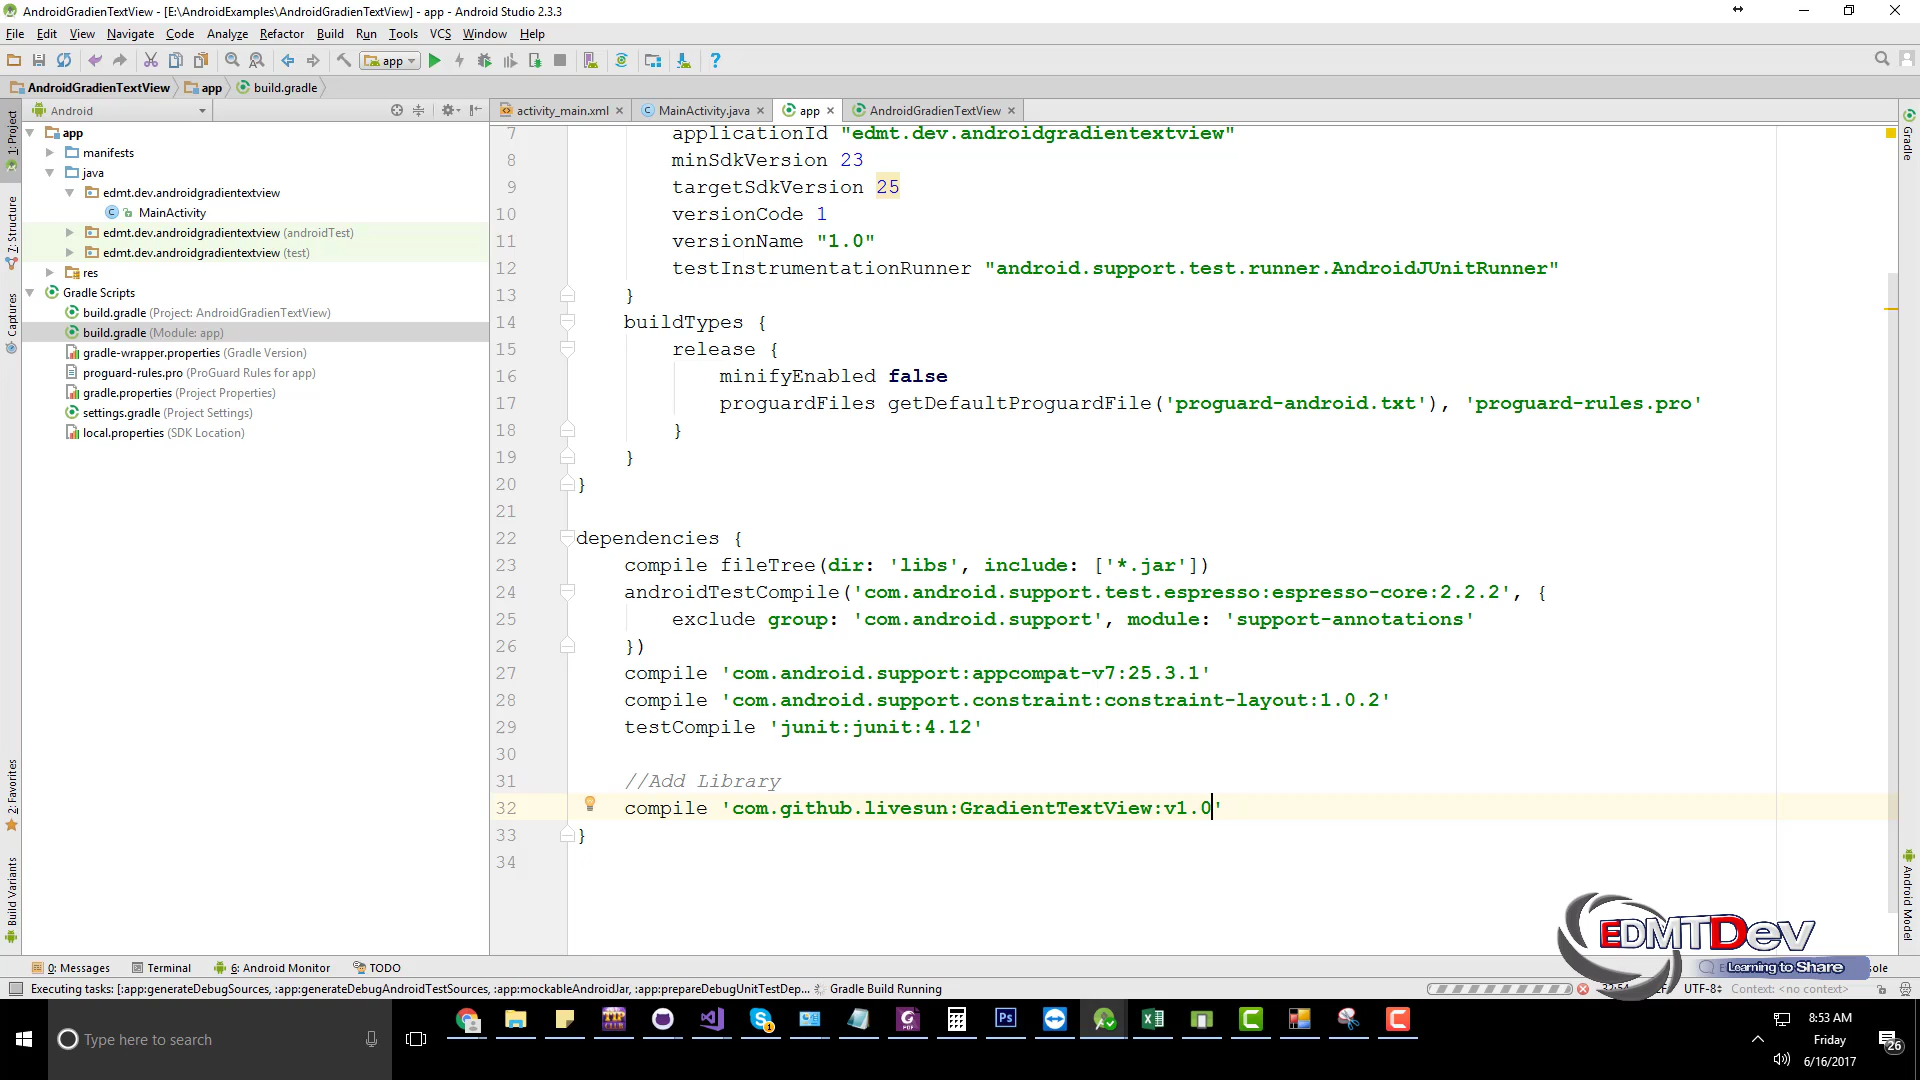 AndroidGradienTextView - [E:\AndroidExamples\AndroidGradienTextView] - app - Android Studio 2.3.3
File Edit View Navigate Code Analyze Refactor Build Run Tools VCS Window Help
app
AndroidGradienTextView app build.gradle
Android
activity_main.xml MainActivity.java app AndroidGradienTextView
1: Project
7: Structure
Captures
2: Favorites
Build Variants
app
manifests
java
edmt.dev.androidgradientextview
MainActivity
edmt.dev.androidgradientextview (androidTest)
edmt.dev.androidgradientextview (test)
res
Gradle Scripts
build.gradle (Project: AndroidGradienTextView)
build.gradle (Module: app)
gradle-wrapper.properties (Gradle Version)
proguard-rules.pro (ProGuard Rules for app)
gradle.properties (Project Properties)
settings.gradle (Project Settings)
local.properties (SDK Location)
7 applicationId "edmt.dev.androidgradientextview"
8 minSdkVersion 23
9 targetSdkVersion 25
10 versionCode 1
11 versionName "1.0"
12 testInstrumentationRunner "android.support.test.runner.AndroidJUnitRunner"
13 }
14 buildTypes {
15 release {
16 minifyEnabled false
17 proguardFiles getDefaultProguardFile('proguard-android.txt'), 'proguard-rules.pro'
18 }
19 }
20 }
21
22 dependencies {
23 compile fileTree(dir: 'libs', include: ['*.jar'])
24 androidTestCompile('com.android.support.test.espresso:espresso-core:2.2.2', {
25 exclude group: 'com.android.support', module: 'support-annotations'
26 })
27 compile 'com.android.support:appcompat-v7:25.3.1'
28 compile 'com.android.support.constraint:constraint-layout:1.0.2'
29 testCompile 'junit:junit:4.12'
30
31 //Add Library
32 compile 'com.github.livesun:GradientTextView:v1.0'
33 }
34
Gradle
Android Model
EDMTDev
Learning to Share
0: Messages Terminal 6: Android Monitor TODO
Executing tasks: [:app:generateDebugSources, :app:generateDebugAndroidTestSources, :app:mockableAndroidJar, :app:prepareDebugUnitTestDep... Gradle Build Running
UTF-8 Context: <no context>
Type here to search
8:53 AM
Friday
6/16/2017
26